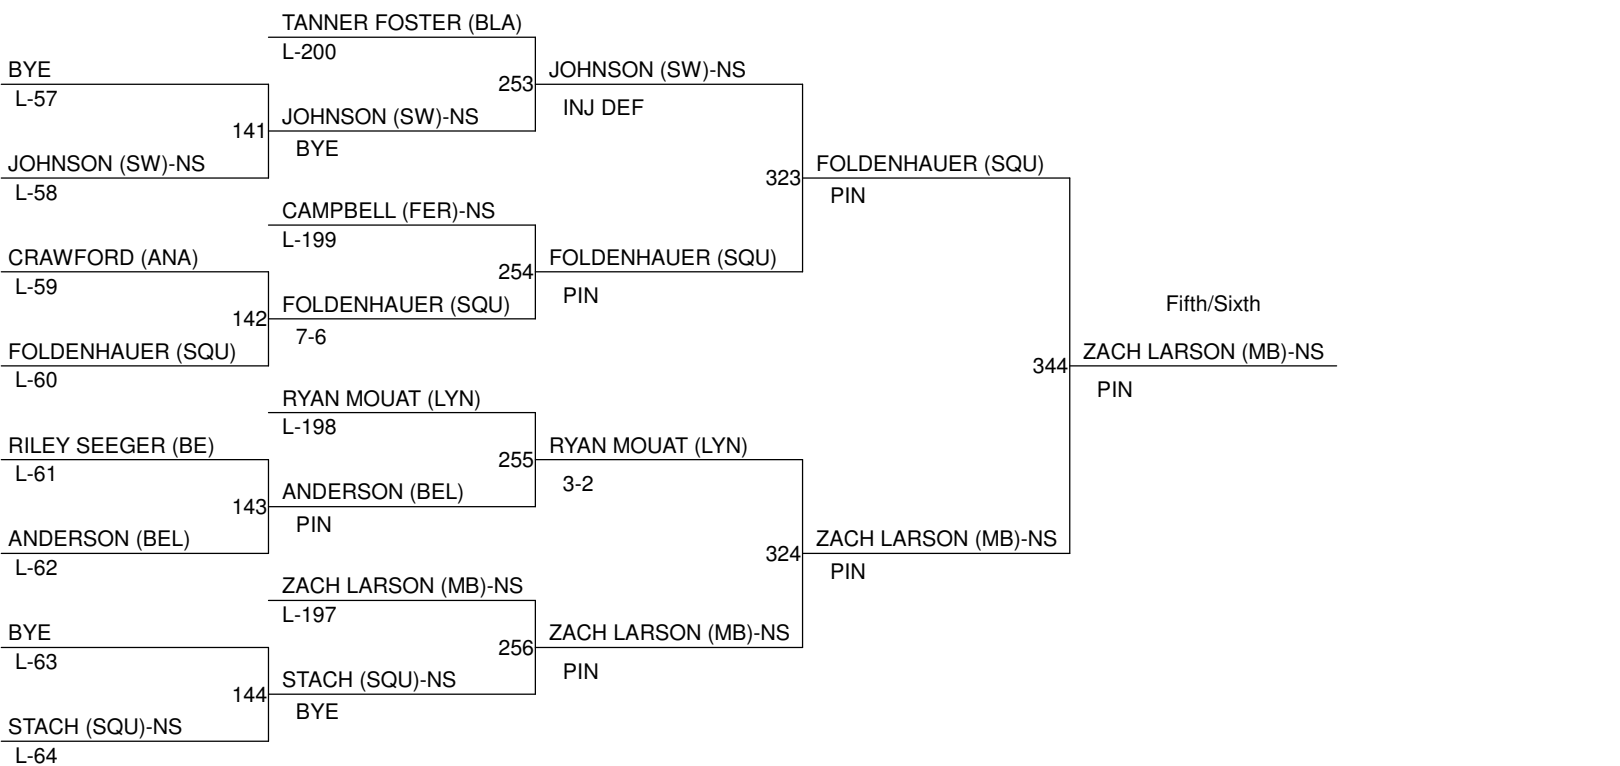 TANNER FOSTER (BLA)
L-200
BYE
L-57
253
JOHNSON (SW)-NS
INJ DEF
141
JOHNSON (SW)-NS
BYE
JOHNSON (SW)-NS
L-58
323
FOLDENHAUER (SQU)
PIN
CAMPBELL (FER)-NS
L-199
CRAWFORD (ANA)
L-59
254
FOLDENHAUER (SQU)
PIN
142
FOLDENHAUER (SQU)
7-6
FOLDENHAUER (SQU)
L-60
Fifth/Sixth
344
ZACH LARSON (MB)-NS
PIN
RYAN MOUAT (LYN)
L-198
RILEY SEEGER (BE)
L-61
255
RYAN MOUAT (LYN)
3-2
143
ANDERSON (BEL)
PIN
ANDERSON (BEL)
L-62
324
ZACH LARSON (MB)-NS
PIN
ZACH LARSON (MB)-NS
L-197
BYE
L-63
256
ZACH LARSON (MB)-NS
PIN
144
STACH (SQU)-NS
BYE
STACH (SQU)-NS
L-64